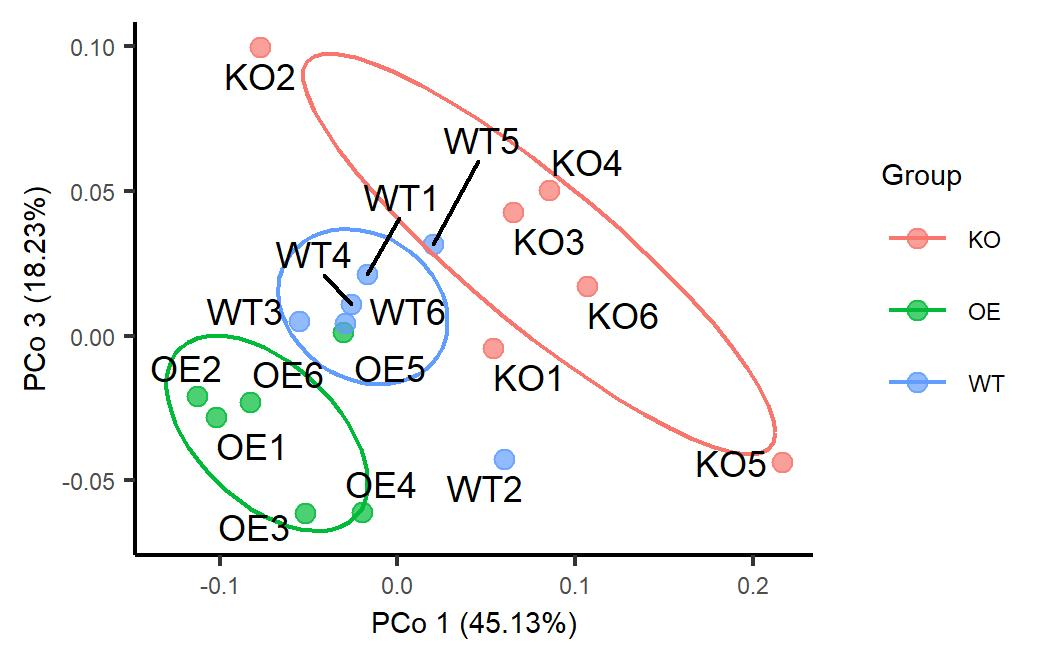 0.10
0.05
0.00
-0.05
PCo 3 (18.23%)
KO2
WT5
KO4
WT1
KO3
WT4
WT3
WT6
KO6
OE2
OE6
OE5
KO1
OE1
KO5
OE4
WT2
OE3
-0.1
0.0
0.1
0.2
PCo 1 (45.13%)
Group
KO
OE
WT